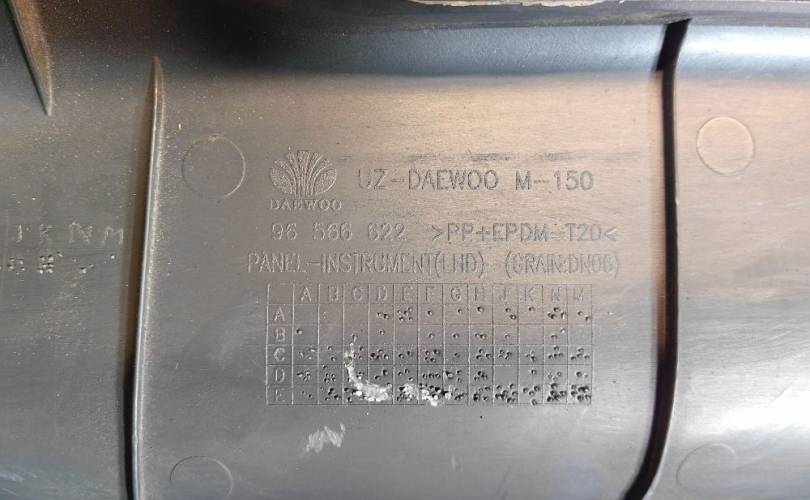 UZ-DAEWOO M-150
DAEWOO
96 566 622 >PP+EPDM-T20<
PANEL-INSTRUMENT(LHD) (GRAIN:DN06)
J K N M
A B C D E F G H J K N M
A
B
C
D
E